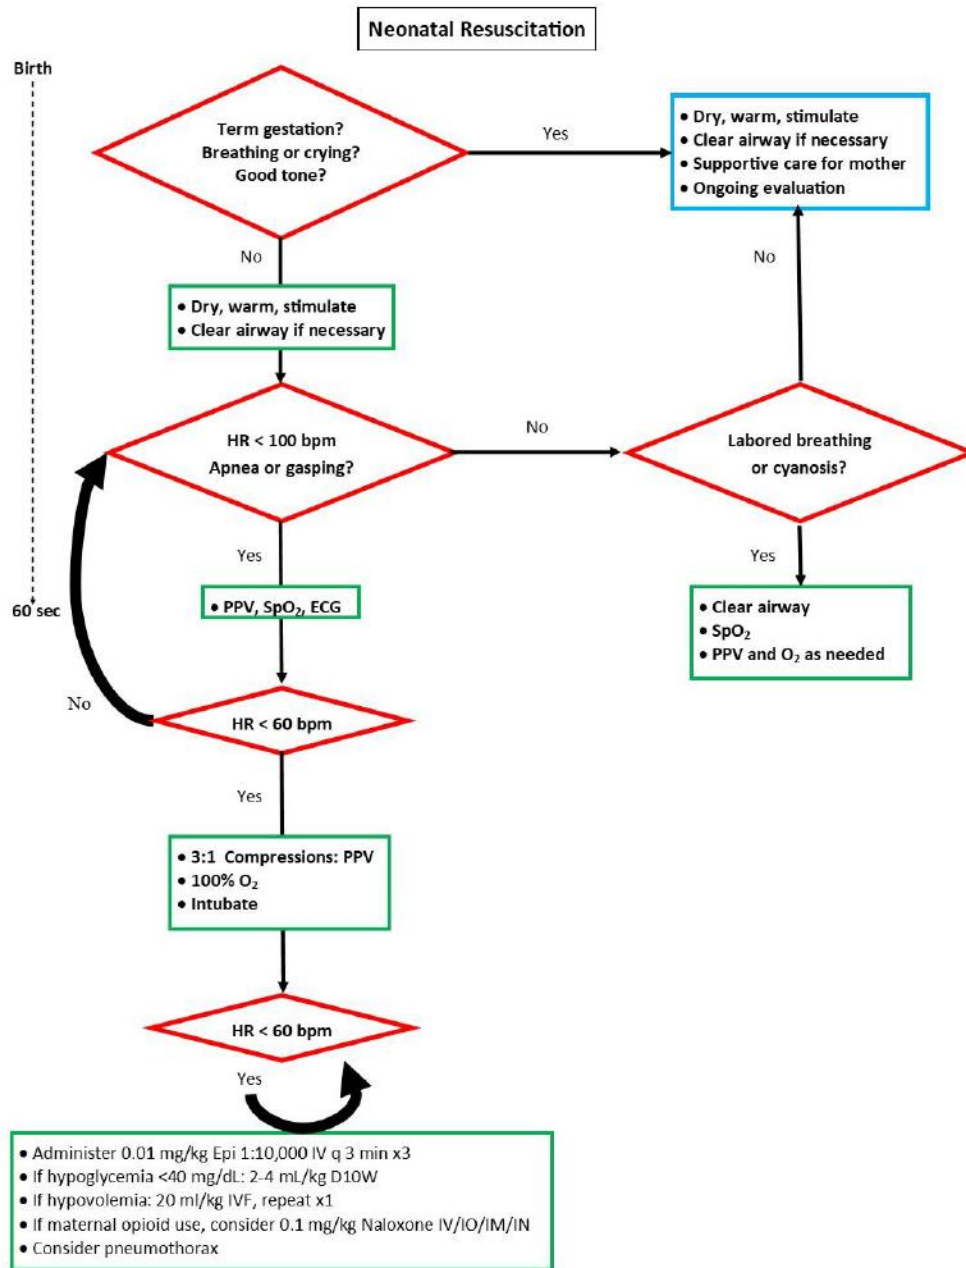 Neonatal Resuscitation
Birth
Term gestation?
Breathing or crying?
Good tone?
Yes
• Dry, warm, stimulate
• Clear airway if necessary
• Supportive care for mother
• Ongoing evaluation
No
No
• Dry, warm, stimulate
• Clear airway if necessary
HR < 100 bpm
Apnea or gasping?
No
Labored breathing
or cyanosis?
Yes
Yes
60 sec
• PPV, SpO₂, ECG
• Clear airway
• SpO₂
• PPV and O₂ as needed
No
HR < 60 bpm
Yes
• 3:1 Compressions: PPV
• 100% O₂
• Intubate
HR < 60 bpm
Yes
• Administer 0.01 mg/kg Epi 1:10,000 IV q 3 min x3
• If hypoglycemia <40 mg/dL: 2-4 mL/kg D10W
• If hypovolemia: 20 ml/kg IVF, repeat x1
• If maternal opioid use, consider 0.1 mg/kg Naloxone IV/IO/IM/IN
• Consider pneumothorax